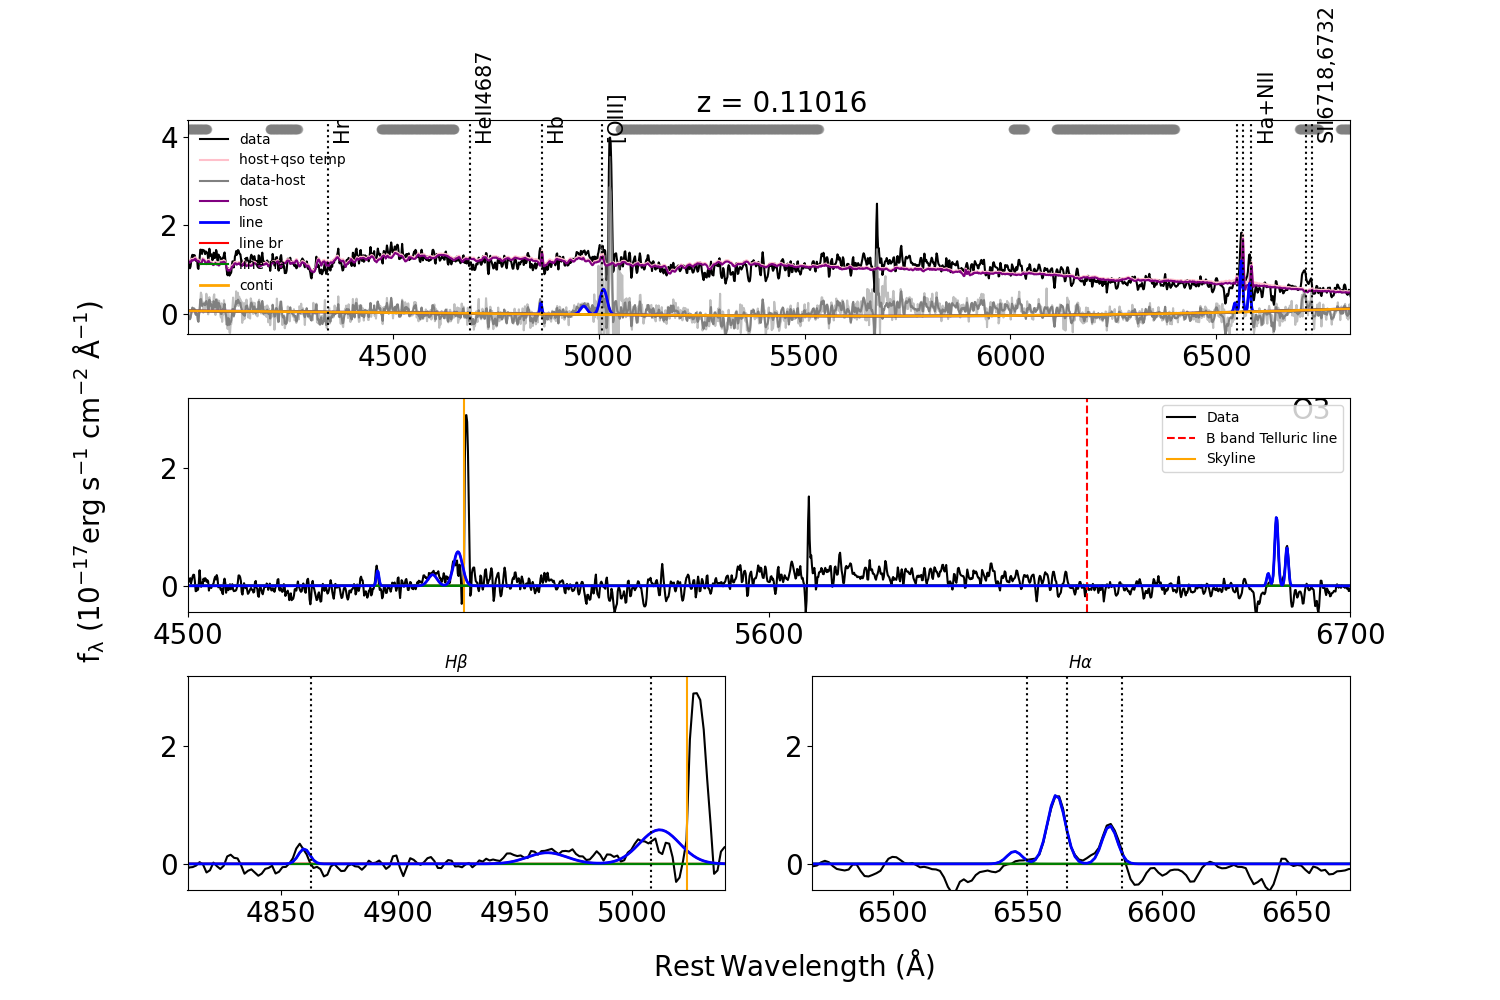 z = 0.11016
Hr
HeII4687
Hb
[OIII]
Ha+NII
SII6718,6732
data
host+qso temp
data-host
host
line
line br
conti
4
2
0
4500
5000
5500
6000
6500
O3
Data
B band Telluric line
Skyline
2
0
4500
5600
6700
fλ (10⁻¹⁷erg s⁻¹ cm⁻² Å⁻¹)
Hβ
2
0
4850
4900
4950
5000
Hα
2
0
6500
6550
6600
6650
Rest Wavelength (Å)